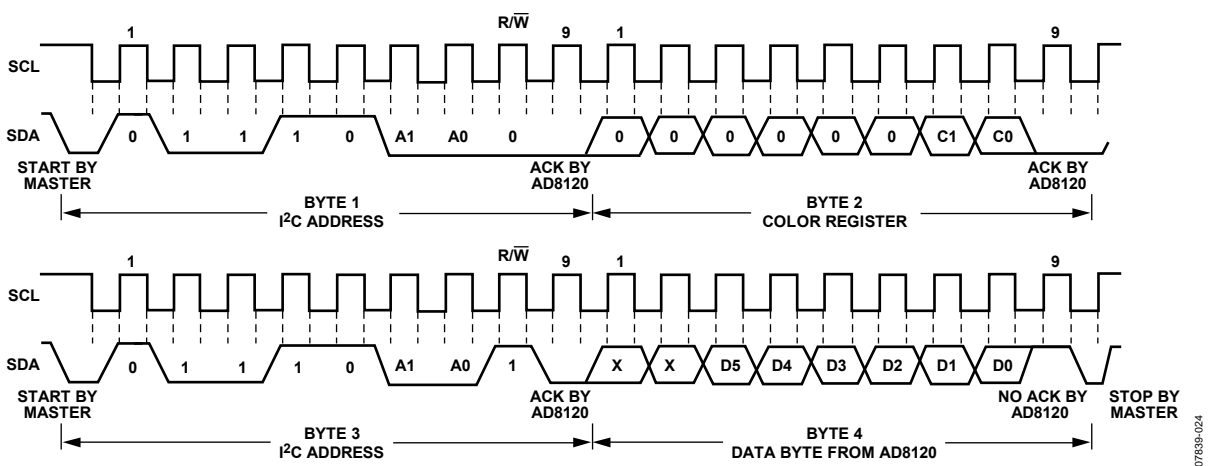 1 R/W 9 1 9
SCL
SDA 0 1 1 1 0 A1 A0 0 0 0 0 0 0 0 C1 C0
START BY
MASTER
ACK BY
AD8120
ACK BY
AD8120
BYTE 1
I²C ADDRESS
BYTE 2
COLOR REGISTER
1 R/W 9 1 9
SCL
SDA 0 1 1 1 0 A1 A0 1 X X D5 D4 D3 D2 D1 D0
START BY
MASTER
ACK BY
AD8120
NO ACK BY
AD8120
STOP BY
MASTER
BYTE 3
I²C ADDRESS
BYTE 4
DATA BYTE FROM AD8120
07839-024